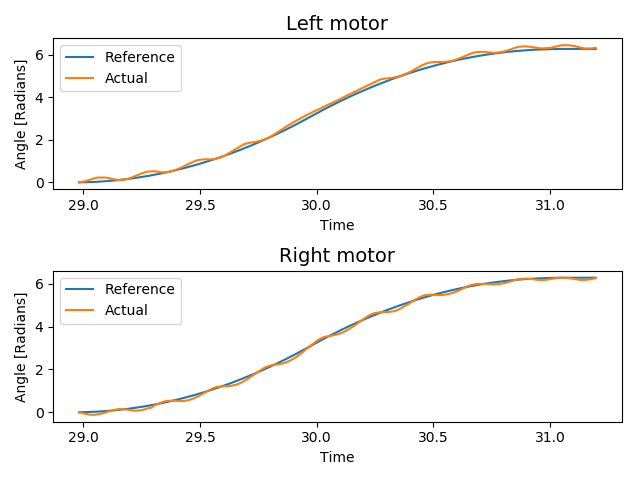 Left motor
Reference
Actual
Angle [Radians]
6
4
2
0
29.0 29.5 30.0 30.5 31.0
Time
Right motor
Reference
Actual
Angle [Radians]
6
4
2
0
29.0 29.5 30.0 30.5 31.0
Time